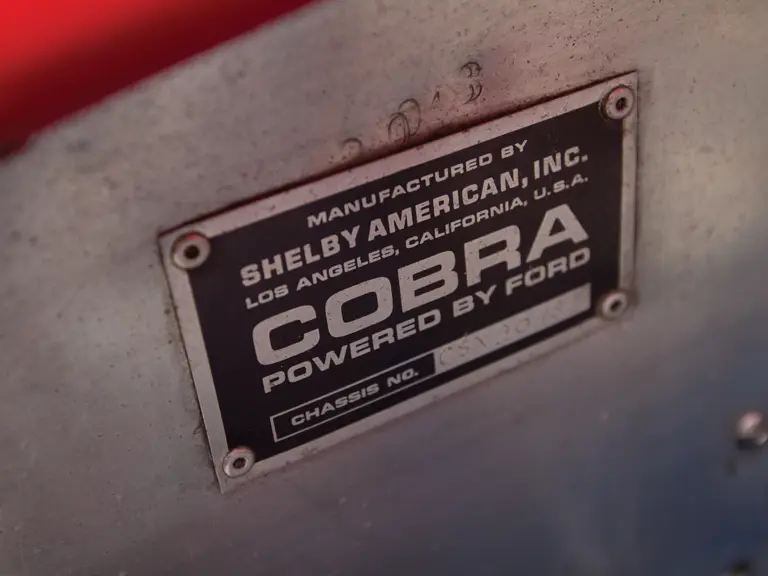 MANUFACTURED BY
SHELBY AMERICAN, INC.
LOS ANGELES, CALIFORNIA, U.S.A.
COBRA
POWERED BY FORD
CHASSIS NO.